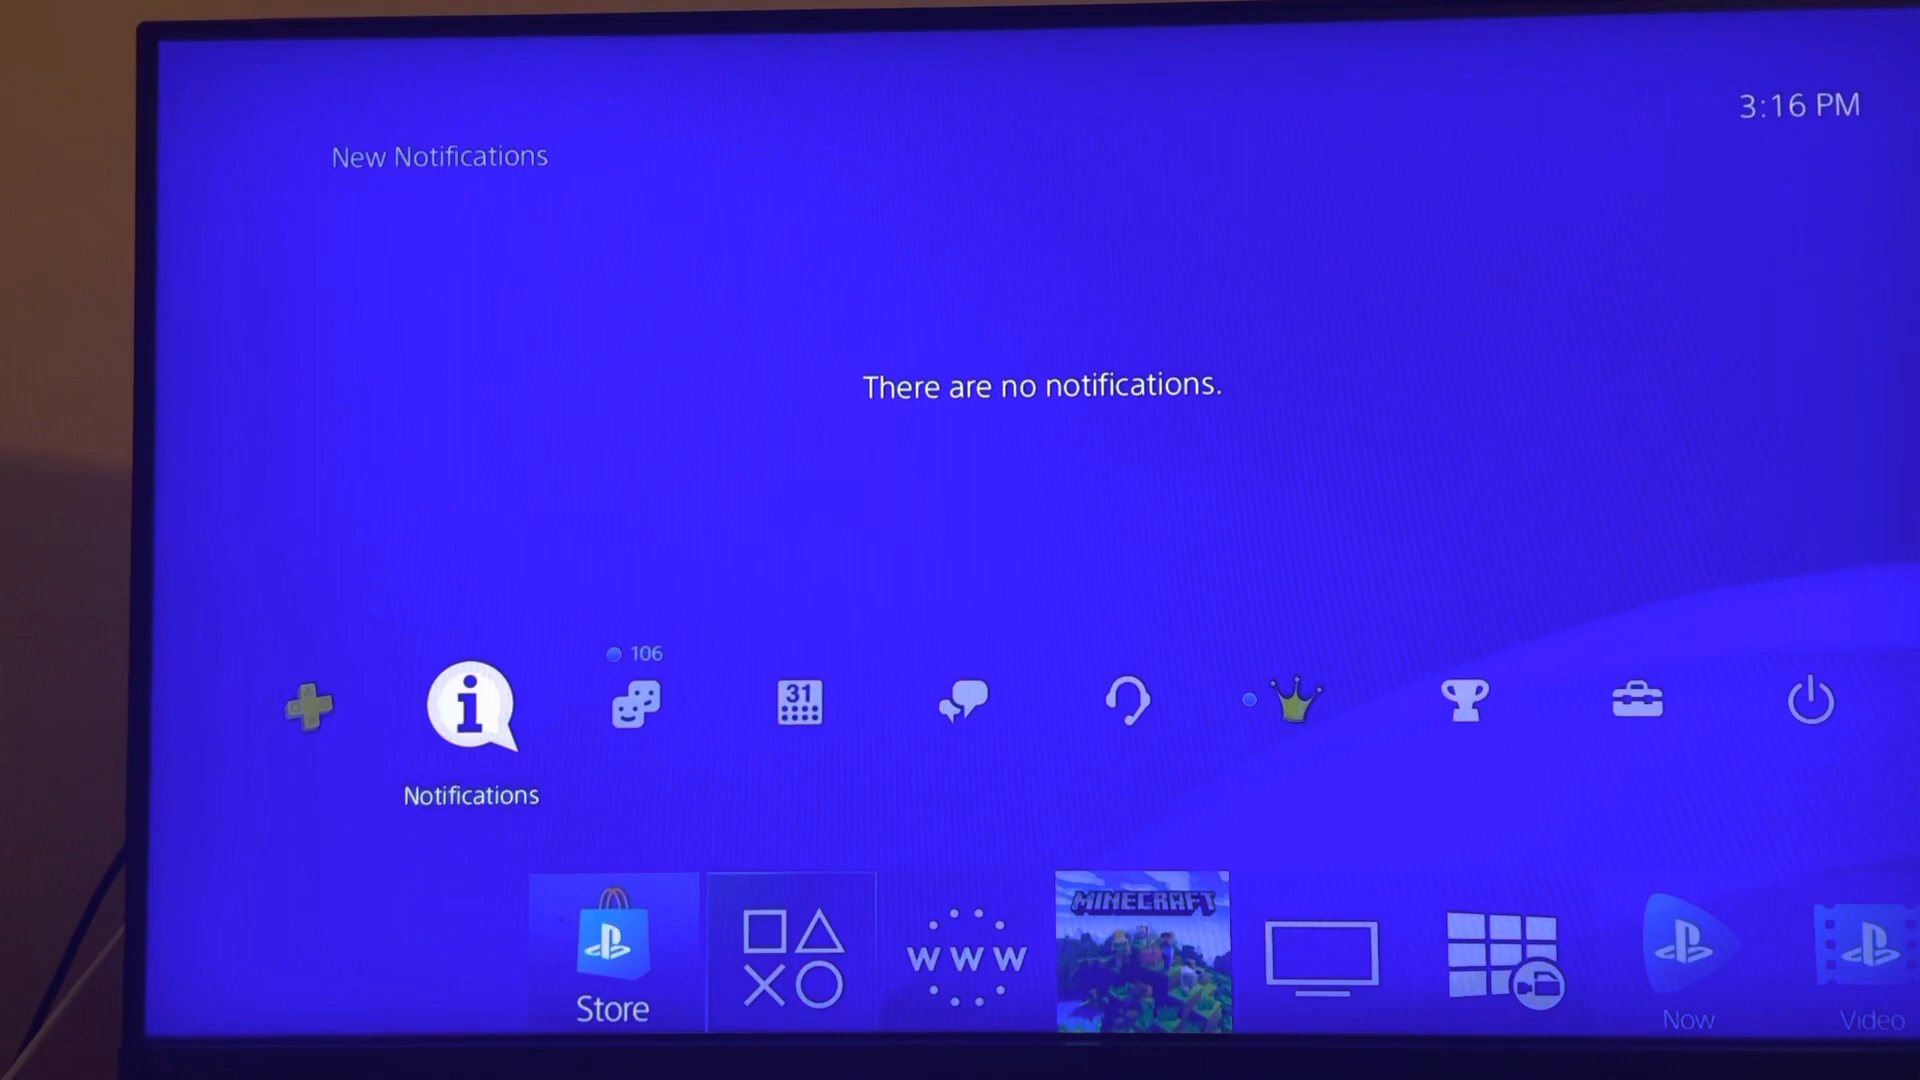 3:16 PM
New Notifications
There are no notifications.
106
31
Notifications
MINECRAFT
www
Store
Now
Video